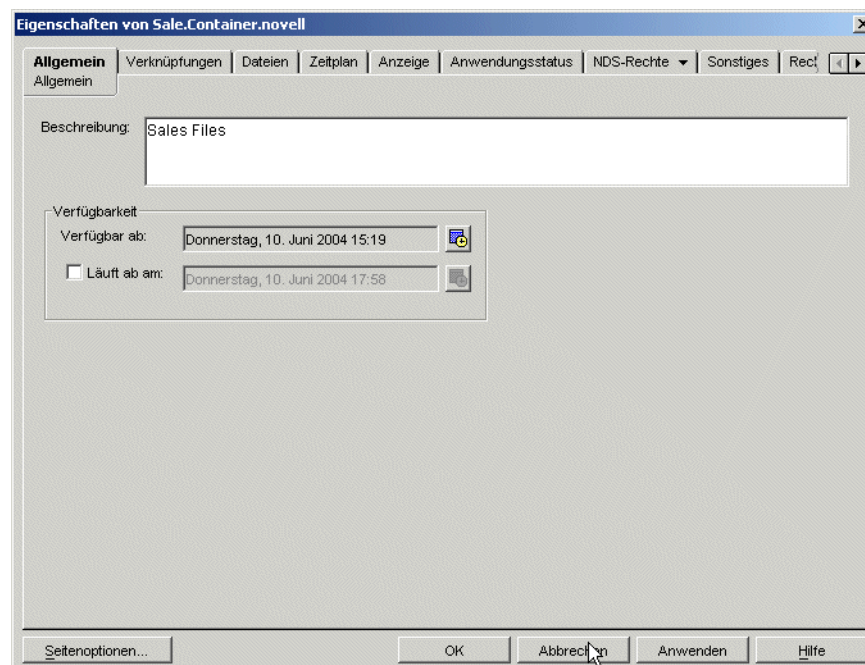 Eigenschaften von Sale.Container.novell
Allgemein Verknüpfungen Dateien Zeitplan Anzeige Anwendungsstatus NDS-Rechte Sonstiges
Allgemein
Beschreibung: Sales Files
Verfügbarkeit
Verfügbar ab: Donnerstag, 10. Juni 2004 15:19
Läuft ab am: Donnerstag, 10. Juni 2004 17:58
Seitenoptionen... OK Abbrechen Anwenden Hilfe